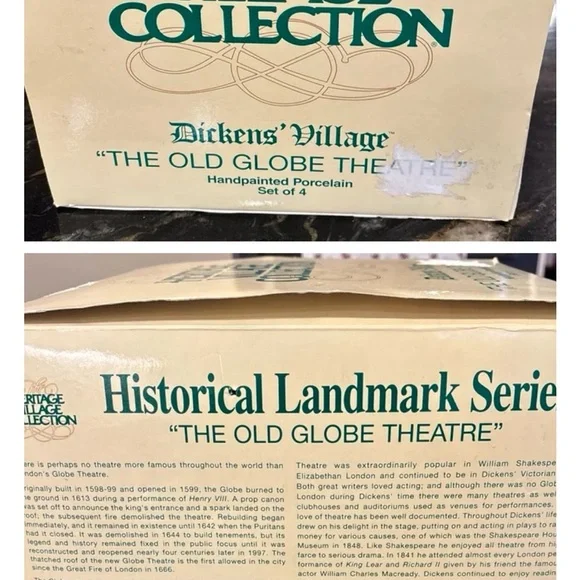 COLLECTION®
Dickens' Village™
"THE OLD GLOBE THEATRE"
Handpainted Porcelain
Set of 4
Historical Landmark Serie
"THE OLD GLOBE THEATRE"
RITAGE
LLAGE
LLECTION
ere is perhaps no theatre more famous throughout the world than
ndon's Globe Theatre.
iginally built in 1598-99 and opened in 1599, the Globe burned to
e ground in 1613 during a performance of Henry VIII. A prop canon
as set off to announce the king's entrance and a spark landed on the
oof, the subsequent fire demolished the theatre. Rebuilding began
mmediately, and it remained in existence until 1642 when the Puritans
had it closed. It was demolished in 1644 to build tenements, but its
legend and history remained fixed in the public until it was
reconstructed and reopened nearly four centuries later in 1997. The
thatched roof of the new Globe Theatre is the first allowed in the city
since the Great Fire of London in 1666.
Theatre was extraordinarily popular in William Shakespe
Elizabethan London and continued to be in Dickens' Victorian
Both great writers loved acting; and although there was no Glob
London during Dickens' time there were many theatres as wel
clubhouses and auditoriums used as venues for performances.
love of theatre has been well documented. Throughout Dickens' life
drew on his delight in the stage, putting on and acting in plays to ra
money for various causes, one of which was the Shakespeare Hou
Museum in 1848. Like Shakespeare he enjoyed all theatre from
farce to serious drama. In 1841 he attended almost every London pe
formance of King Lear and Richard II given by his friend the famou
actor William Charles Macready. Dickens continued to enjoy readin